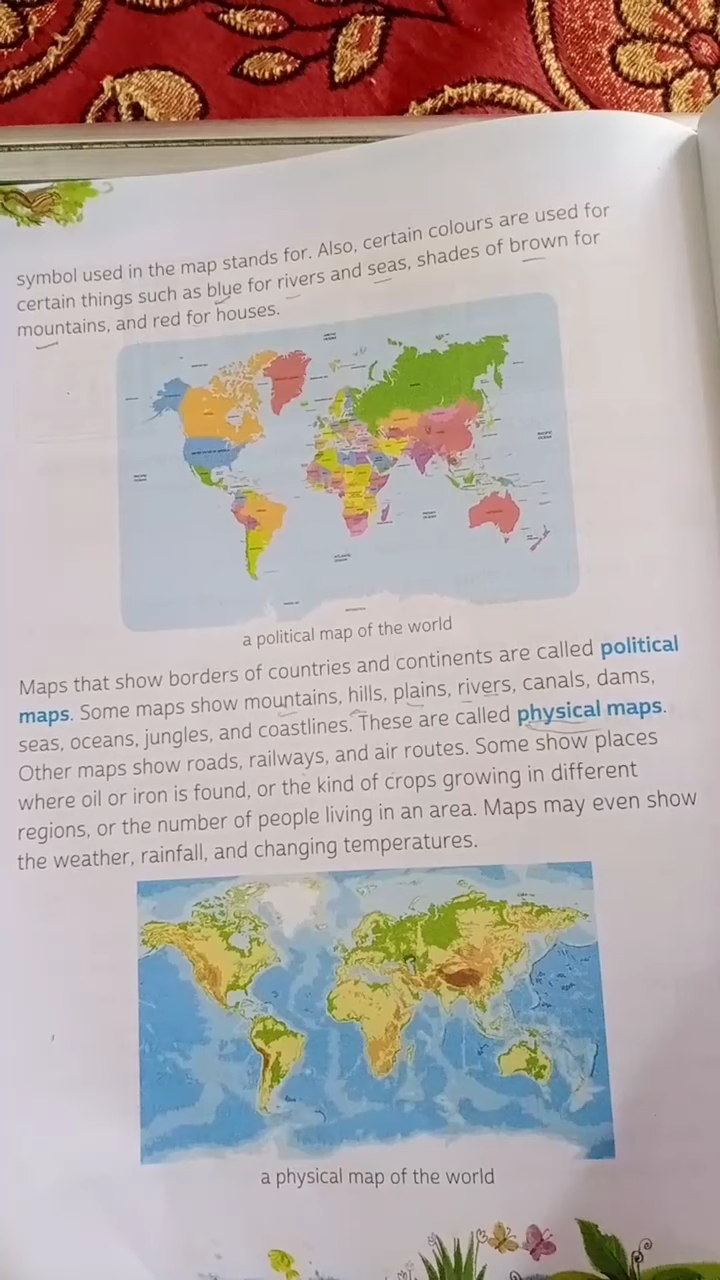 symbol used in the map stands for. Also, certain colours are used for
certain things such as blue for rivers and seas, shades of brown for
mountains, and red for houses.
a political map of the world
Maps that show borders of countries and continents are called political
maps. Some maps show mountains, hills, plains, rivers, canals, dams,
seas, oceans, jungles, and coastlines. These are called physical maps.
Other maps show roads, railways, and air routes. Some show places
where oil or iron is found, or the kind of crops growing in different
regions, or the number of people living in an area. Maps may even show
the weather, rainfall, and changing temperatures.
a physical map of the world